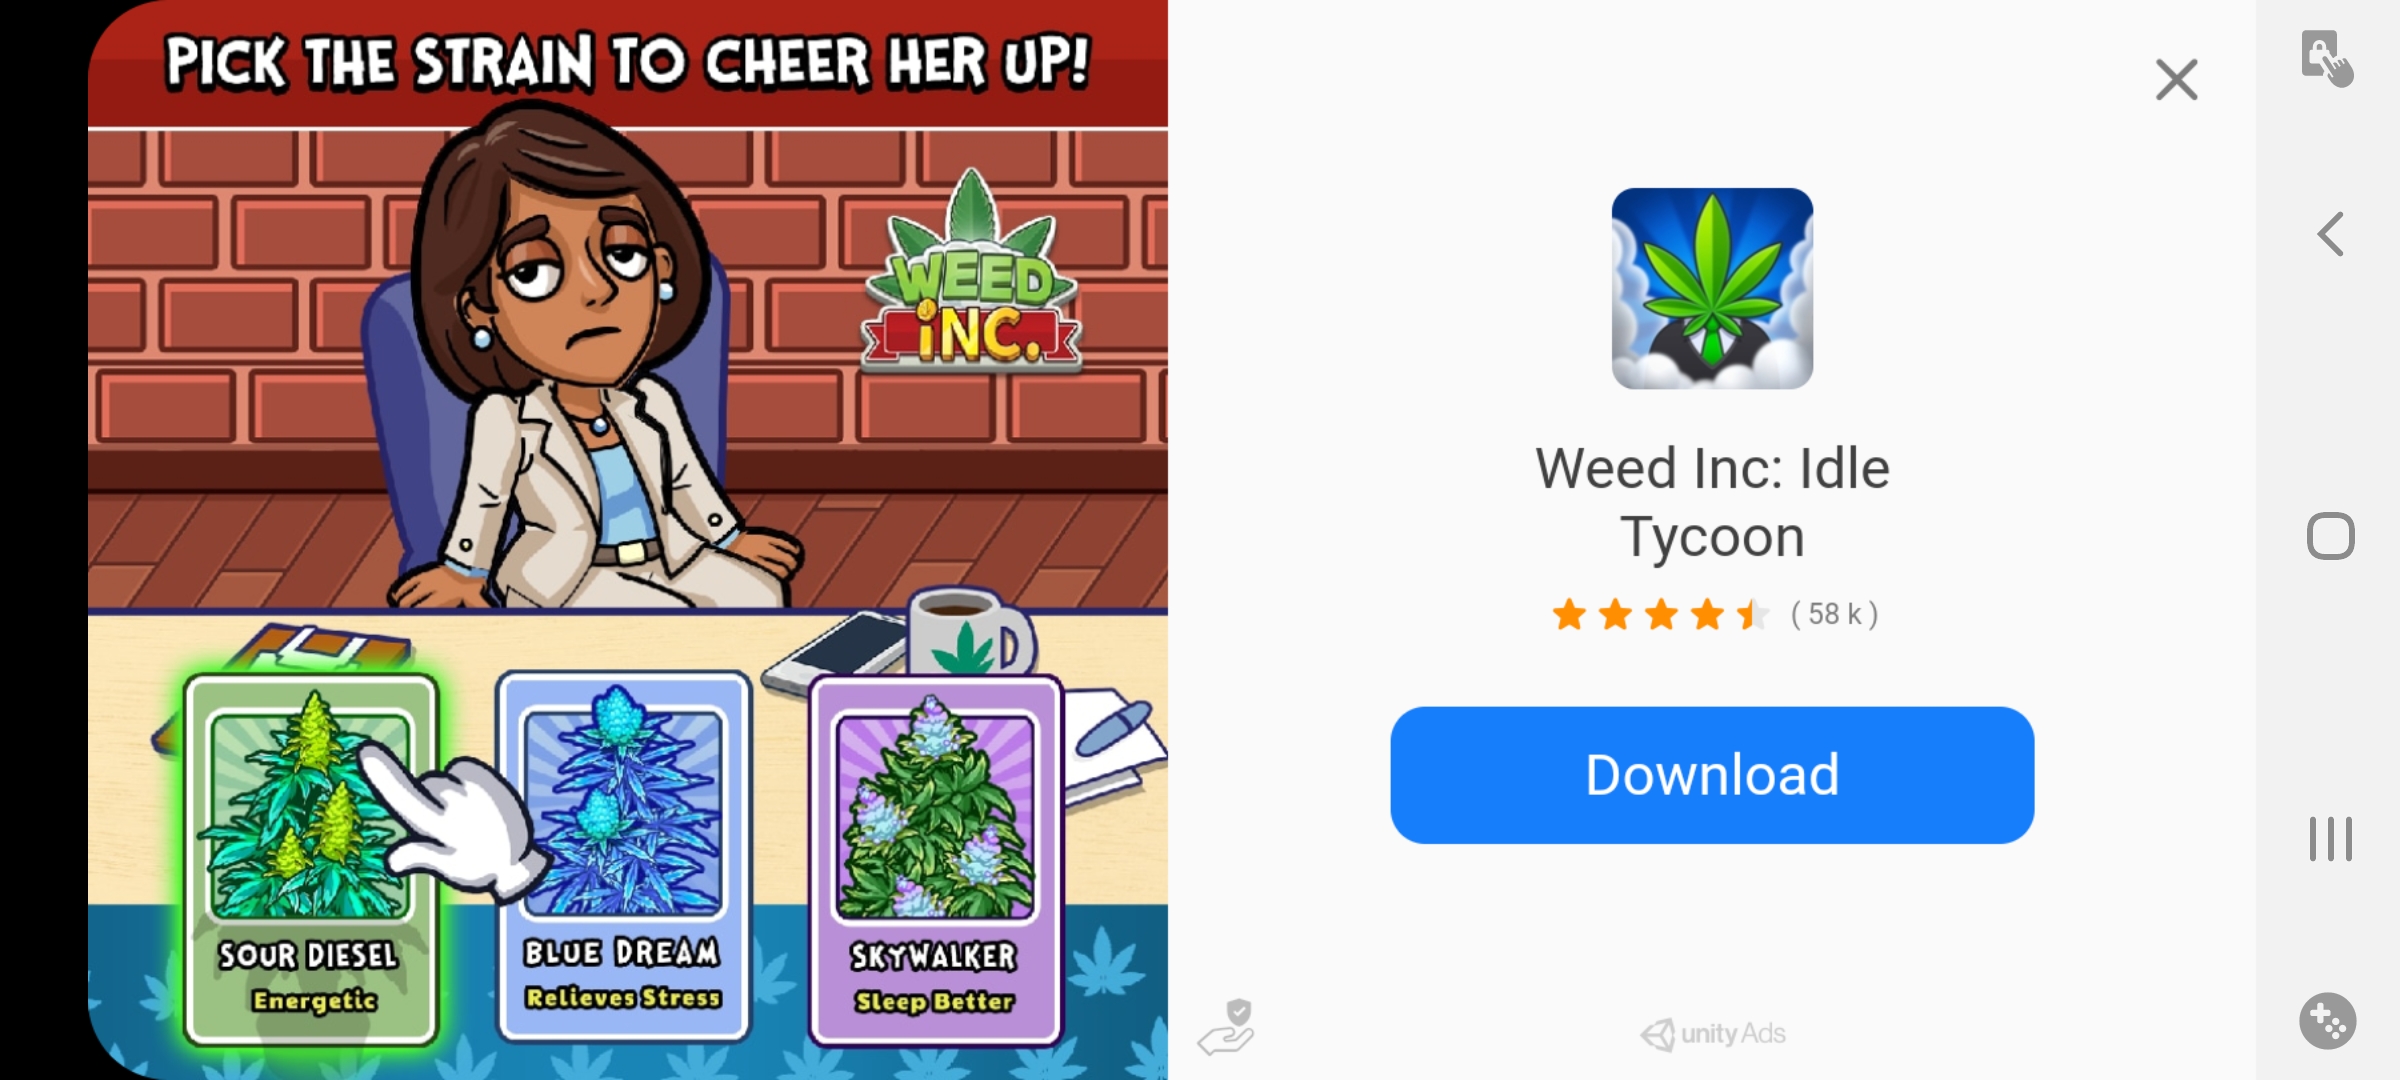 PICK THE STRAIN TO CHEER HER UP!
WEED
iNC.
SOUR DIESEL
Energetic
BLUE DREAM
Relieves Stress
SKYWALKER
Sleep Better
Weed Inc: Idle
Tycoon
( 58 k )
Download
unity Ads